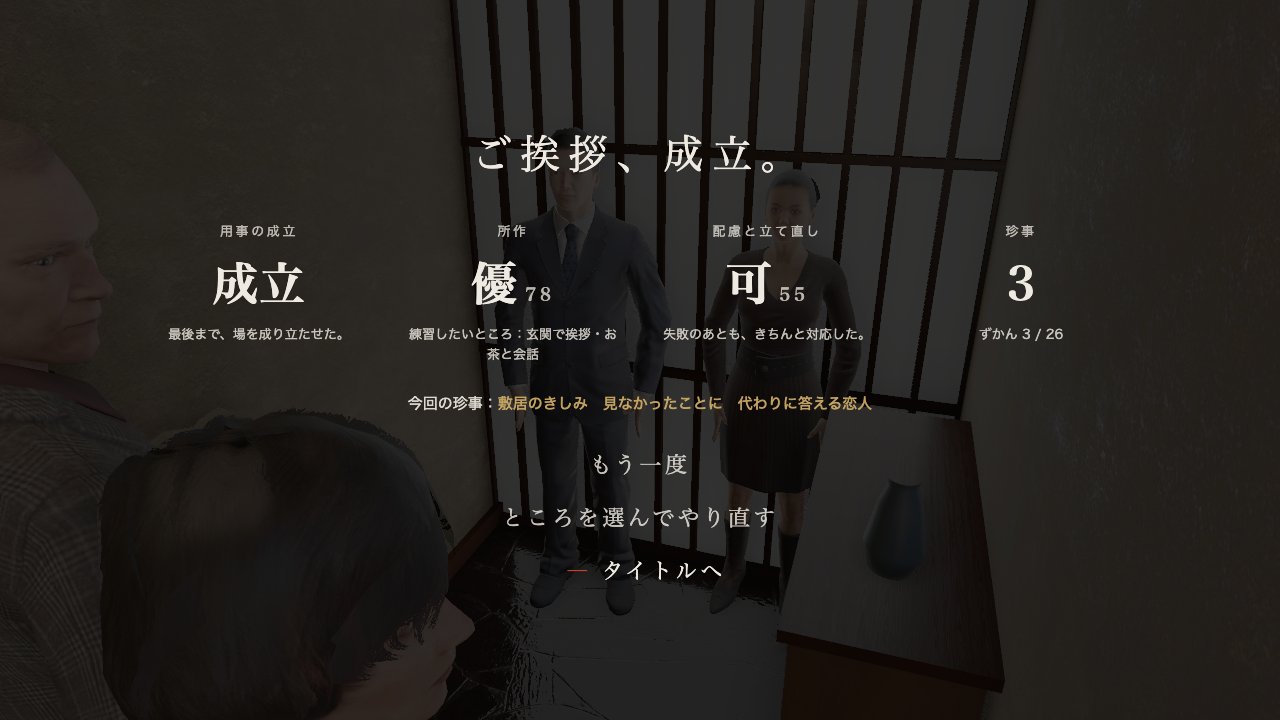 ご挨拶、成立。
用事の成立
成立
最後まで、場を成り立たせた。
所作
優 78
練習したいところ：玄関で挨拶・お
茶と会話
配慮と立て直し
可 55
失敗のあとも、きちんと対応した。
珍事
3
ずかん 3 / 26
今回の珍事：敷居のきしみ　見なかったことに　代わりに答える恋人
もう一度
ところを選んでやり直す
タイトルへ